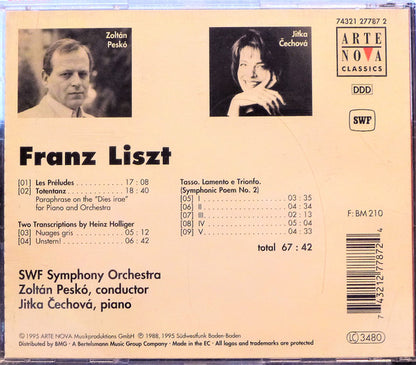 Zoltán
Peskó
Jitka
Čechová
74321 27787 2
ARTE
NOVA
CLASSICS
DDD
SWF
Franz Liszt
[01] Les Préludes . . . . . . . . . . . 17 : 08
[02] Totentanz . . . . . . . . . . . . 18 : 40
Paraphrase on the "Dies irae"
for Piano and Orchestra
Two Transcriptions by Heinz Holliger
[03] Nuages gris . . . . . . . . . . . 05 : 12
[04] Unstern! . . . . . . . . . . . . . 06 : 42
Tasso. Lamento e Trionfo.
(Symphonic Poem No. 2)
[05] I . . . . . . . . . . . . . . . . 03 : 35
[06] II . . . . . . . . . . . . . . . . 04 : 34
[07] III. . . . . . . . . . . . . . . . 02 : 13
[08] IV . . . . . . . . . . . . . . . . 05 : 04
[09] V. . . . . . . . . . . . . . . . . 04 : 33
total 67 : 42
F: BM 210
SWF Symphony Orchestra
Zoltán Peskó, conductor
Jitka Čechová, piano
7 43212 77872 4
Ⓟ 1995 ARTE NOVA Musikproduktions GmbH Ⓟ 1988, 1995 Südwestfunk Baden-Baden
Distributed by BMG · A Bertelsmann Music Group Company · Made in the EC · All logos and trademarks are protected
LC 3480